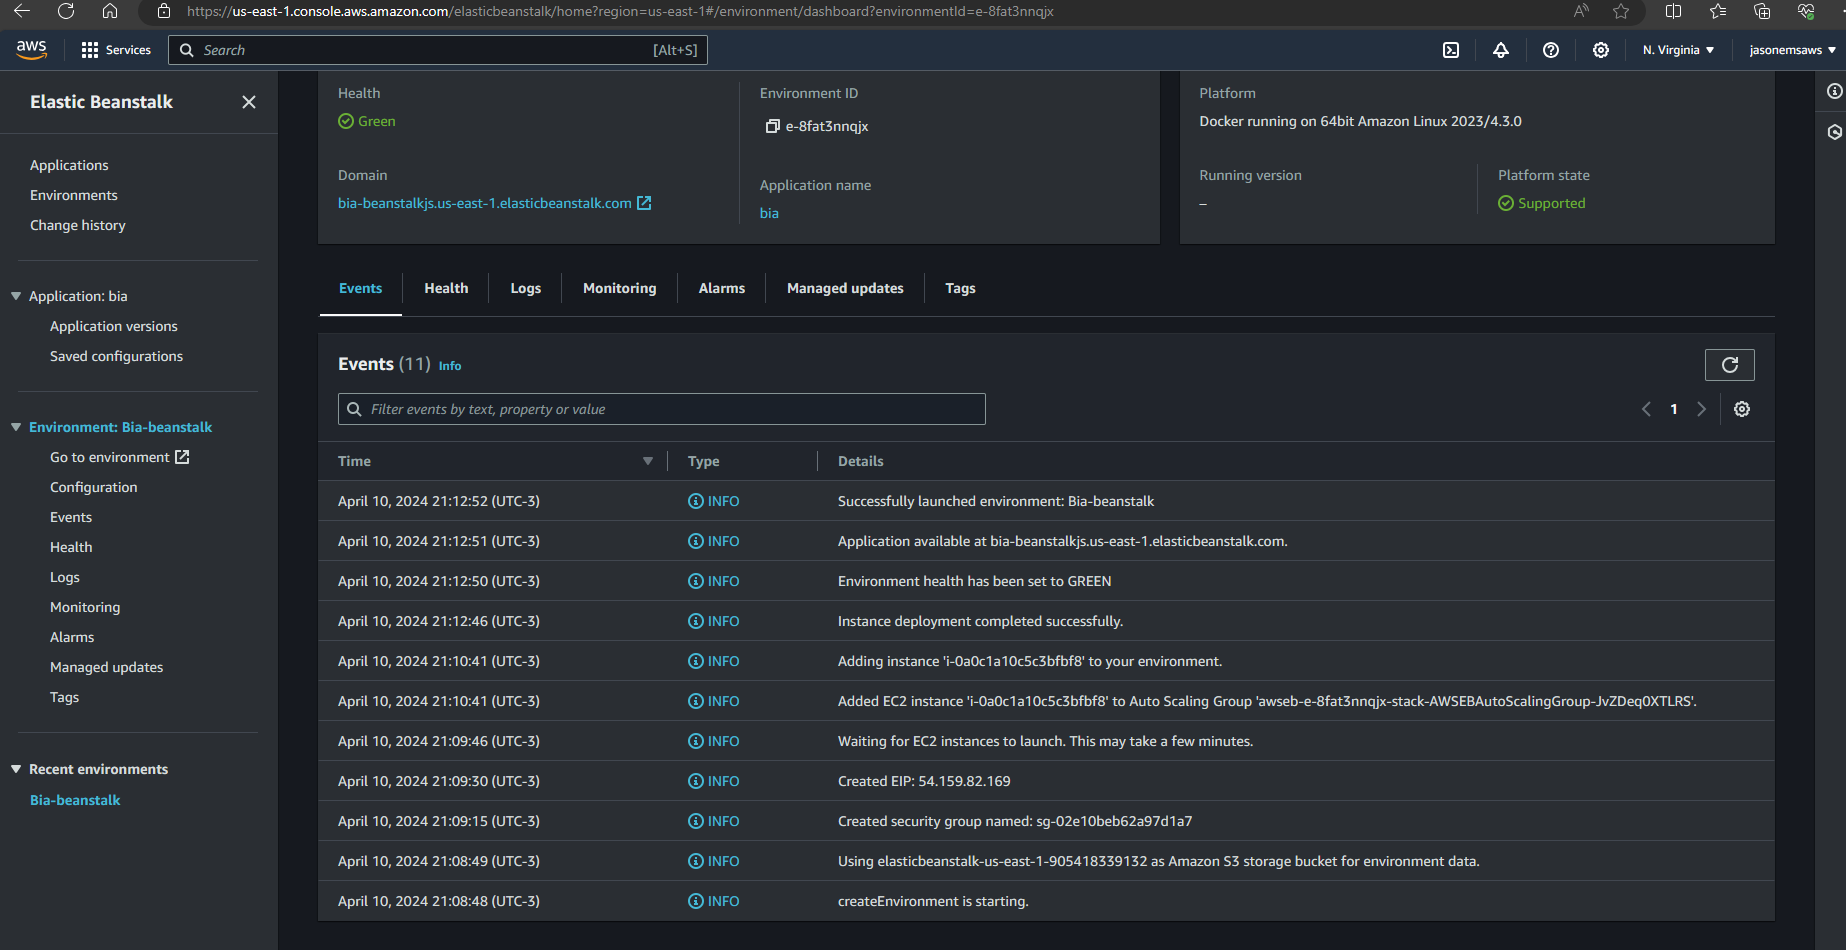 https://us-east-1.console.aws.amazon.com/elasticbeanstalk/home?region=us-east-1#/environment/dashboard?environmentId=e-8fat3nnqjx
aws
Services
Search
[Alt+S]
N. Virginia
jasonemsaws
Elastic Beanstalk
Applications
Environments
Change history
Application: bia
Application versions
Saved configurations
Environment: Bia-beanstalk
Go to environment
Configuration
Events
Health
Logs
Monitoring
Alarms
Managed updates
Tags
Recent environments
Bia-beanstalk
Health
Green
Domain
bia-beanstalkjs.us-east-1.elasticbeanstalk.com
Environment ID
e-8fat3nnqjx
Application name
bia
Platform
Docker running on 64bit Amazon Linux 2023/4.3.0
Running version
–
Platform state
Supported
Events
Health
Logs
Monitoring
Alarms
Managed updates
Tags
Events (11) Info
Filter events by text, property or value
1
Time Type Details
April 10, 2024 21:12:52 (UTC-3) INFO Successfully launched environment: Bia-beanstalk
April 10, 2024 21:12:51 (UTC-3) INFO Application available at bia-beanstalkjs.us-east-1.elasticbeanstalk.com.
April 10, 2024 21:12:50 (UTC-3) INFO Environment health has been set to GREEN
April 10, 2024 21:12:46 (UTC-3) INFO Instance deployment completed successfully.
April 10, 2024 21:10:41 (UTC-3) INFO Adding instance 'i-0a0c1a10c5c3bfbf8' to your environment.
April 10, 2024 21:10:41 (UTC-3) INFO Added EC2 instance 'i-0a0c1a10c5c3bfbf8' to Auto Scaling Group 'awseb-e-8fat3nnqjx-stack-AWSEBAutoScalingGroup-JvZDeq0XTLRS'.
April 10, 2024 21:09:46 (UTC-3) INFO Waiting for EC2 instances to launch. This may take a few minutes.
April 10, 2024 21:09:30 (UTC-3) INFO Created EIP: 54.159.82.169
April 10, 2024 21:09:15 (UTC-3) INFO Created security group named: sg-02e10beb62a97d1a7
April 10, 2024 21:08:49 (UTC-3) INFO Using elasticbeanstalk-us-east-1-905418339132 as Amazon S3 storage bucket for environment data.
April 10, 2024 21:08:48 (UTC-3) INFO createEnvironment is starting.